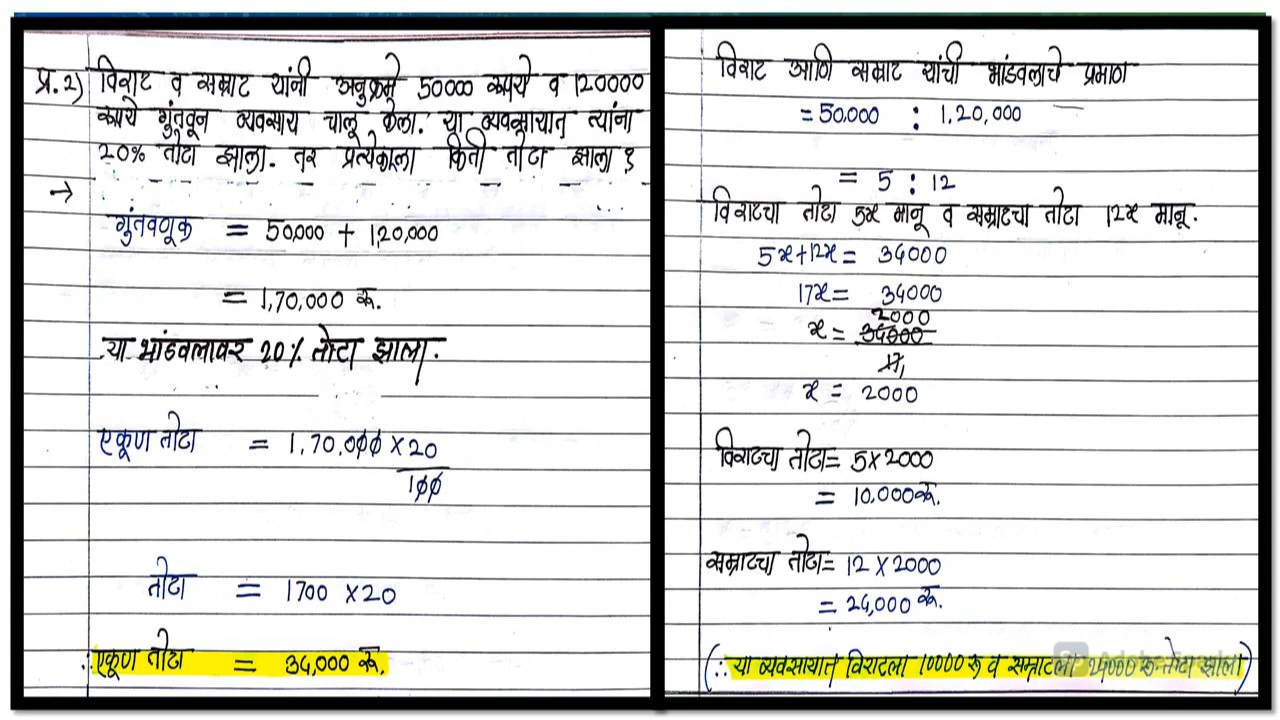 प्र.2) विराट व सम्राट यांनी अनुक्रमे 50000 रूपये व 120000
रूपये गुंतवून व्यवसाय चालू केला. या व्यवसायात त्यांना
20% तोटा झाला. तर प्रत्येकाला किती तोटा झाला ?
→
गुंतवणूक = 50,000 + 1,20,000
= 1,70,000 रू.
या भांडवलावर 20% तोटा झाला.
एकूण तोटा = 1,70,000 × 20
100
तोटा = 1700 × 20
∴ एकूण तोटा = 34,000 रू.
विराट आणि सम्राट यांची भांडवलाचे प्रमाण
= 50,000 : 1,20,000
= 5 : 12
विराटचा तोटा 5x मानू व सम्राटचा तोटा 12x मानू.
5x+12x = 34000
17x = 34000
2000
x = 34000
17 1
x = 2000
विराटचा तोटा = 5×2000
= 10,000रू.
सम्राटचा तोटा = 12 × 2000
= 24,000 रू.
(∴ या व्यवसायात विराटला 10000 रू व सम्राटला 24000 रू तोटा झाला)